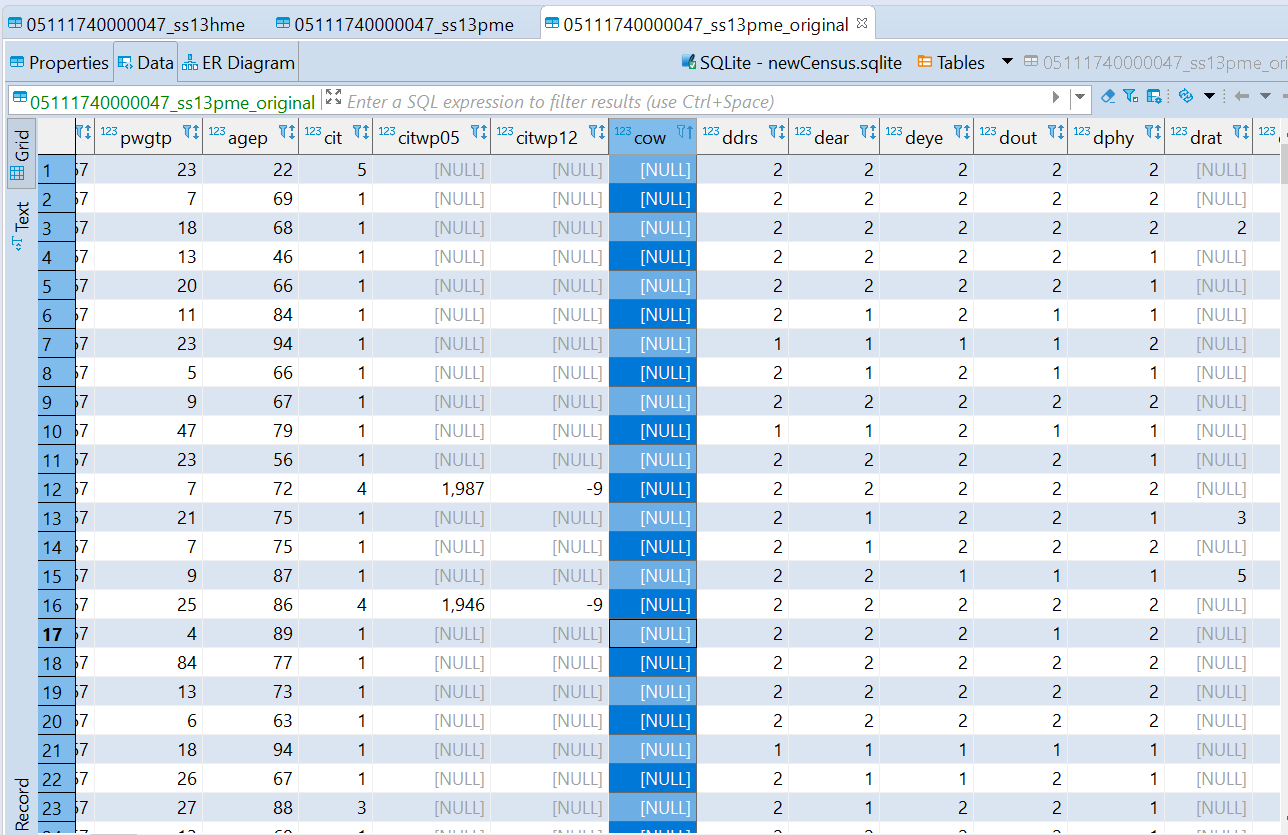 05111740000047_ss13hme 05111740000047_ss13pme 05111740000047_ss13pme_original
Properties Data ER Diagram SQLite - newCensus.sqlite Tables 05111740000047_ss13pme_ori
05111740000047_ss13pme_original Enter a SQL expression to filter results (use Ctrl+Space)
Grid
Text
Record
123 pwgtp 123 agep 123 cit 123 citwp05 123 citwp12 123 cow 123 ddrs 123 dear 123 deye 123 dout 123 dphy 123 drat 123
1 57 23 22 5 [NULL] [NULL] [NULL] 2 2 2 2 2 [NULL]
2 57 7 69 1 [NULL] [NULL] [NULL] 2 2 2 2 2 [NULL]
3 57 18 68 1 [NULL] [NULL] [NULL] 2 2 2 2 2 2
4 57 13 46 1 [NULL] [NULL] [NULL] 2 2 2 2 1 [NULL]
5 57 20 66 1 [NULL] [NULL] [NULL] 2 2 2 2 1 [NULL]
6 57 11 84 1 [NULL] [NULL] [NULL] 2 1 2 1 1 [NULL]
7 57 23 94 1 [NULL] [NULL] [NULL] 1 1 1 1 2 [NULL]
8 57 5 66 1 [NULL] [NULL] [NULL] 2 1 2 1 1 [NULL]
9 57 9 67 1 [NULL] [NULL] [NULL] 2 2 2 2 2 [NULL]
10 57 47 79 1 [NULL] [NULL] [NULL] 1 1 2 1 1 [NULL]
11 57 23 56 1 [NULL] [NULL] [NULL] 2 2 2 2 1 [NULL]
12 57 7 72 4 1,987 -9 [NULL] 2 2 2 2 2 [NULL]
13 57 21 75 1 [NULL] [NULL] [NULL] 2 1 2 2 1 3
14 57 7 75 1 [NULL] [NULL] [NULL] 2 1 2 2 2 [NULL]
15 57 9 87 1 [NULL] [NULL] [NULL] 2 2 1 1 1 5
16 57 25 86 4 1,946 -9 [NULL] 2 2 2 2 2 [NULL]
17 57 4 89 1 [NULL] [NULL] [NULL] 2 2 2 1 2 [NULL]
18 57 84 77 1 [NULL] [NULL] [NULL] 2 2 2 2 2 [NULL]
19 57 13 73 1 [NULL] [NULL] [NULL] 2 2 2 2 2 [NULL]
20 57 6 63 1 [NULL] [NULL] [NULL] 2 2 2 2 2 [NULL]
21 57 18 94 1 [NULL] [NULL] [NULL] 1 1 1 1 1 [NULL]
22 57 26 67 1 [NULL] [NULL] [NULL] 2 1 1 2 1 [NULL]
23 57 27 88 3 [NULL] [NULL] [NULL] 2 1 2 2 1 [NULL]